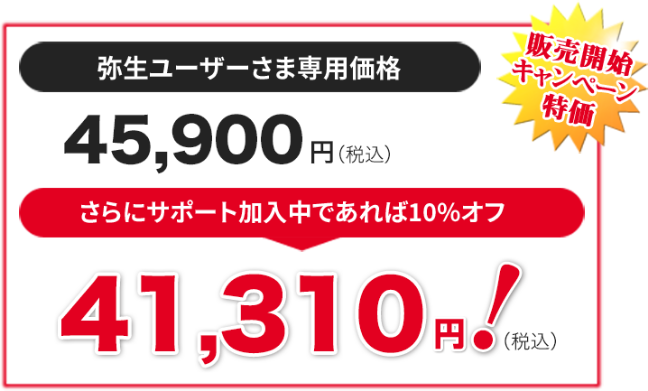 販売開始
キャンペーン
特価
弥生ユーザーさま専用価格
45,900円（税込）
さらにサポート加入中であれば10%オフ
41,310円！（税込）